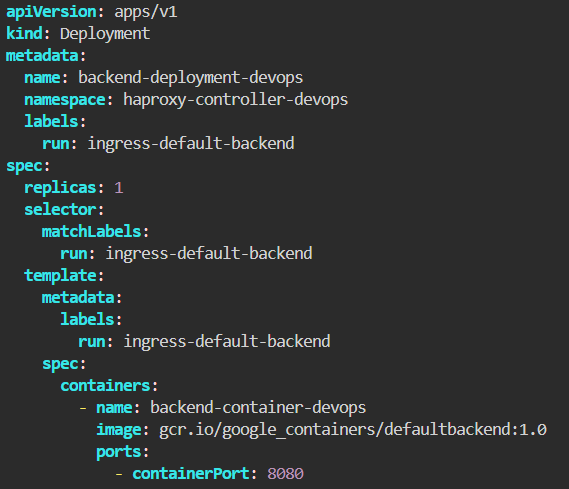 apiVersion: apps/v1
kind: Deployment
metadata:
  name: backend-deployment-devops
  namespace: haproxy-controller-devops
  labels:
    run: ingress-default-backend
spec:
  replicas: 1
  selector:
    matchLabels:
      run: ingress-default-backend
  template:
    metadata:
      labels:
        run: ingress-default-backend
    spec:
      containers:
        - name: backend-container-devops
          image: gcr.io/google_containers/defaultbackend:1.0
          ports:
            - containerPort: 8080